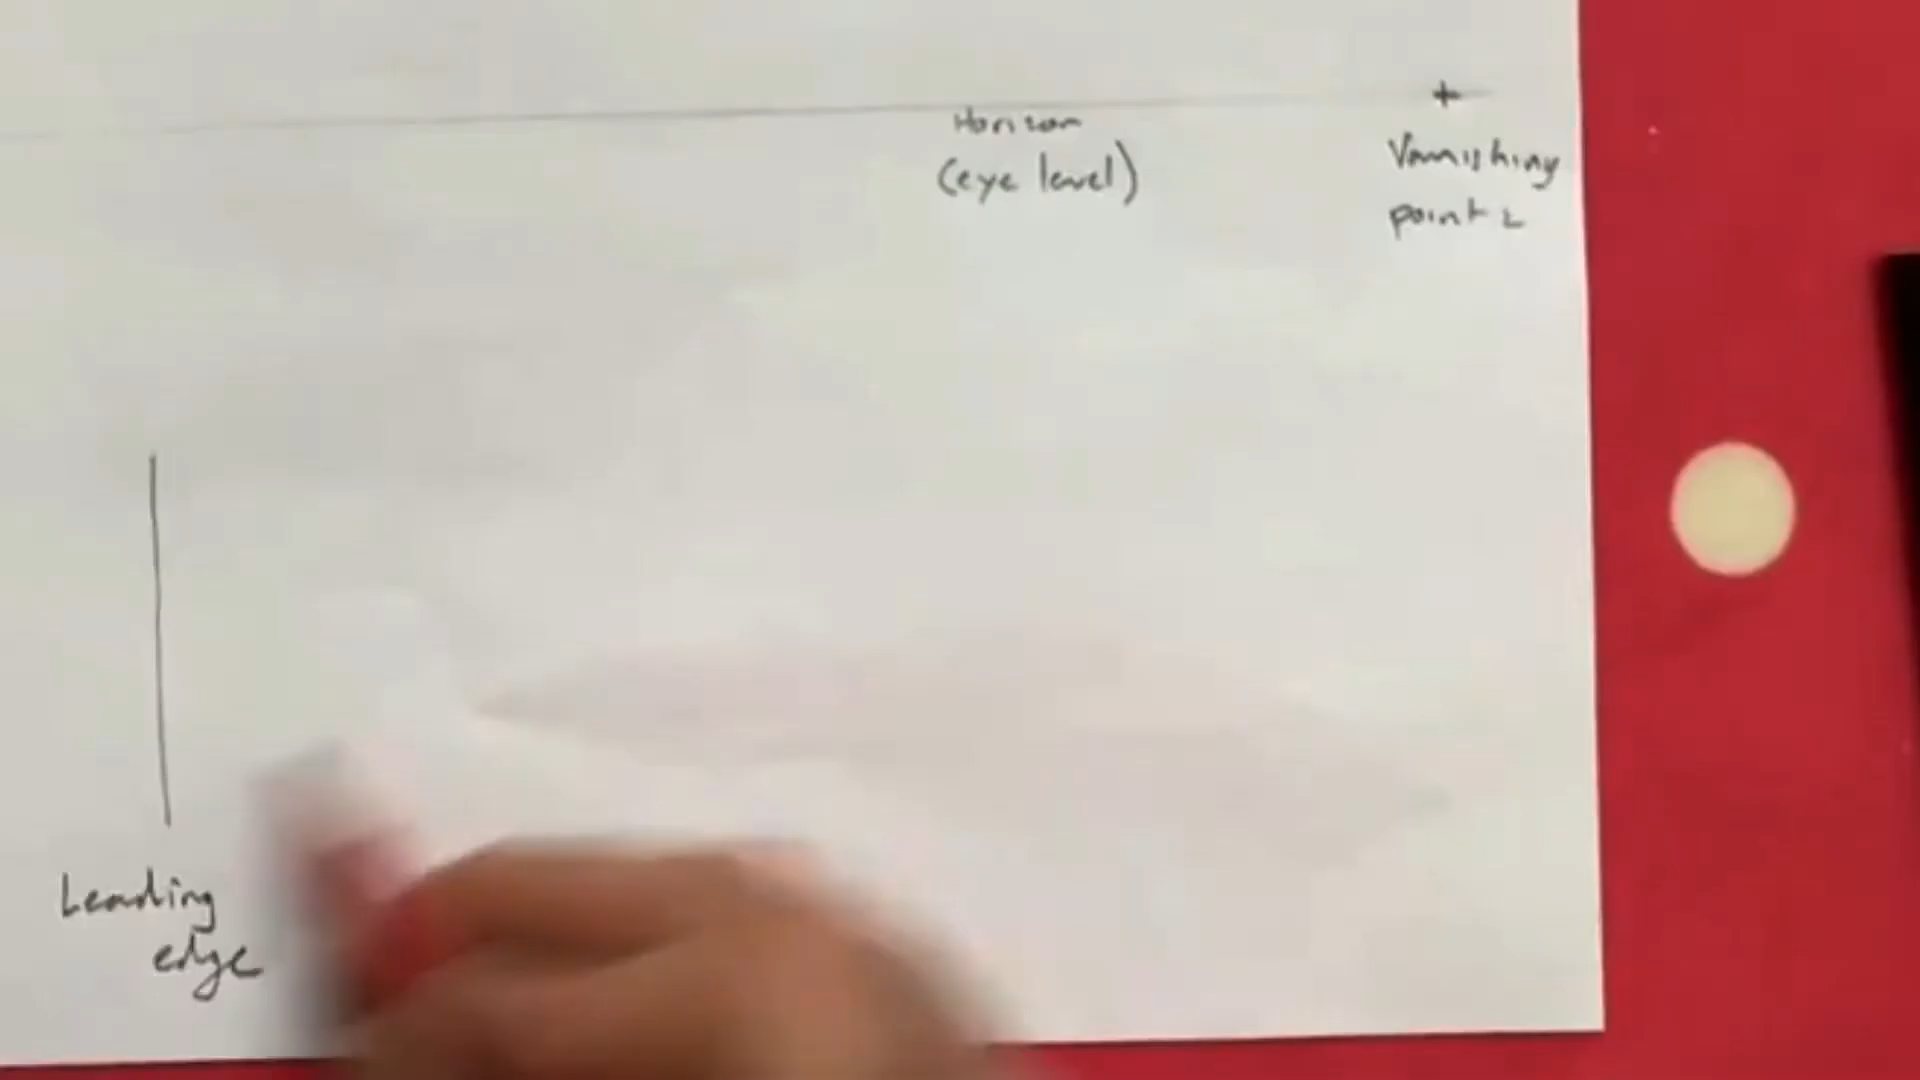 Horizon
(eye level)
Vanishing
point 2
Leading
edge